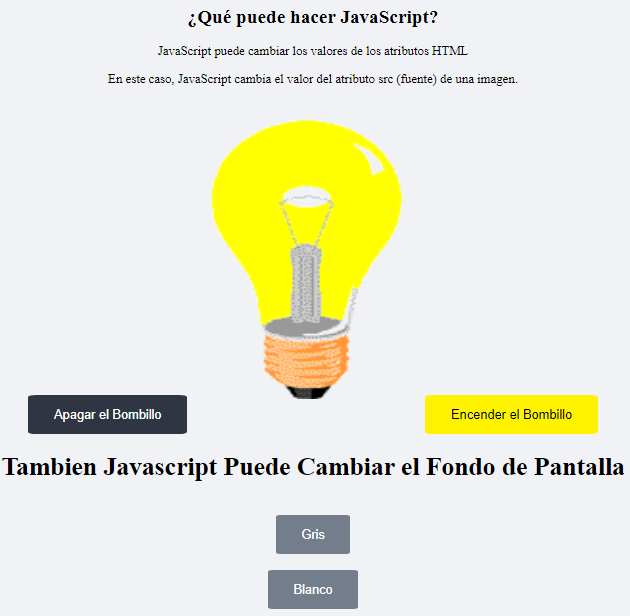 ¿Qué puede hacer JavaScript?
JavaScript puede cambiar los valores de los atributos HTML
En este caso, JavaScript cambia el valor del atributo src (fuente) de una imagen.
Apagar el Bombillo
Encender el Bombillo
Tambien Javascript Puede Cambiar el Fondo de Pantalla
Gris
Blanco